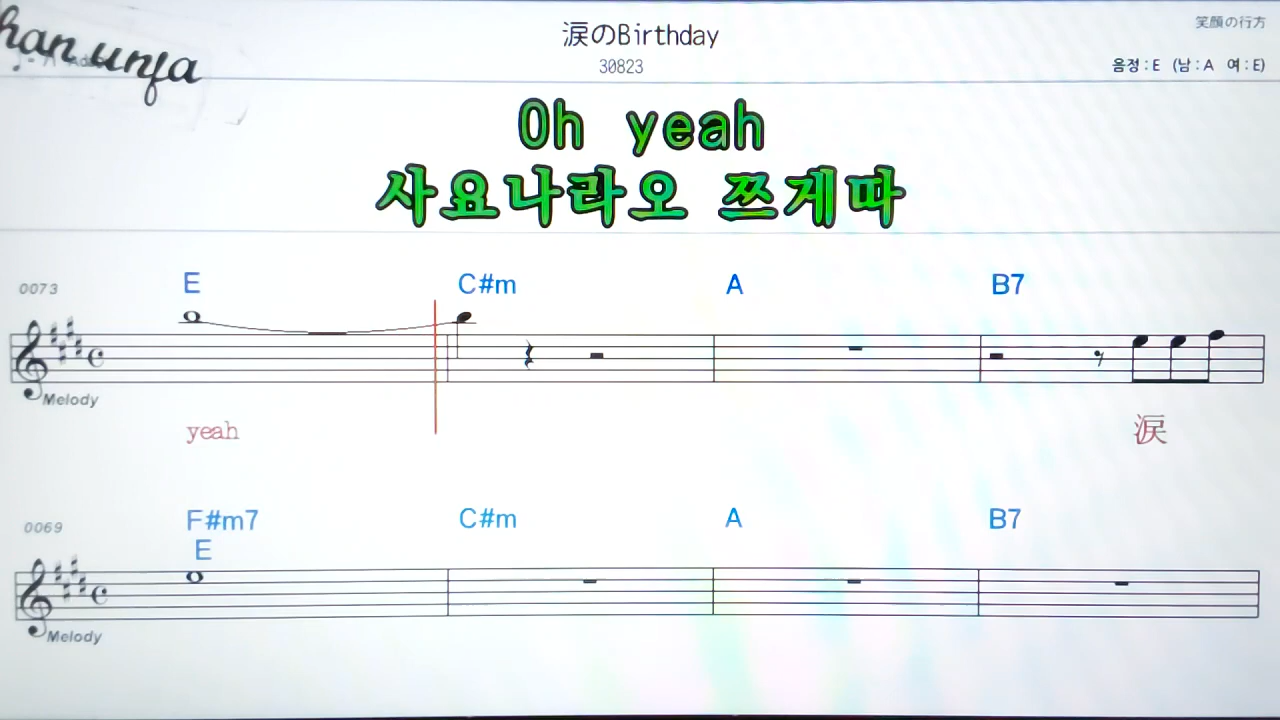 han unja
涙のBirthday
30823
笑顔の行方
음정:E (남:A 여:E)
Oh yeah
사요나라오 쯔게따
0073
E C#m A B7
Melody
yeah 涙
0069
F#m7 C#m A B7
E
Melody